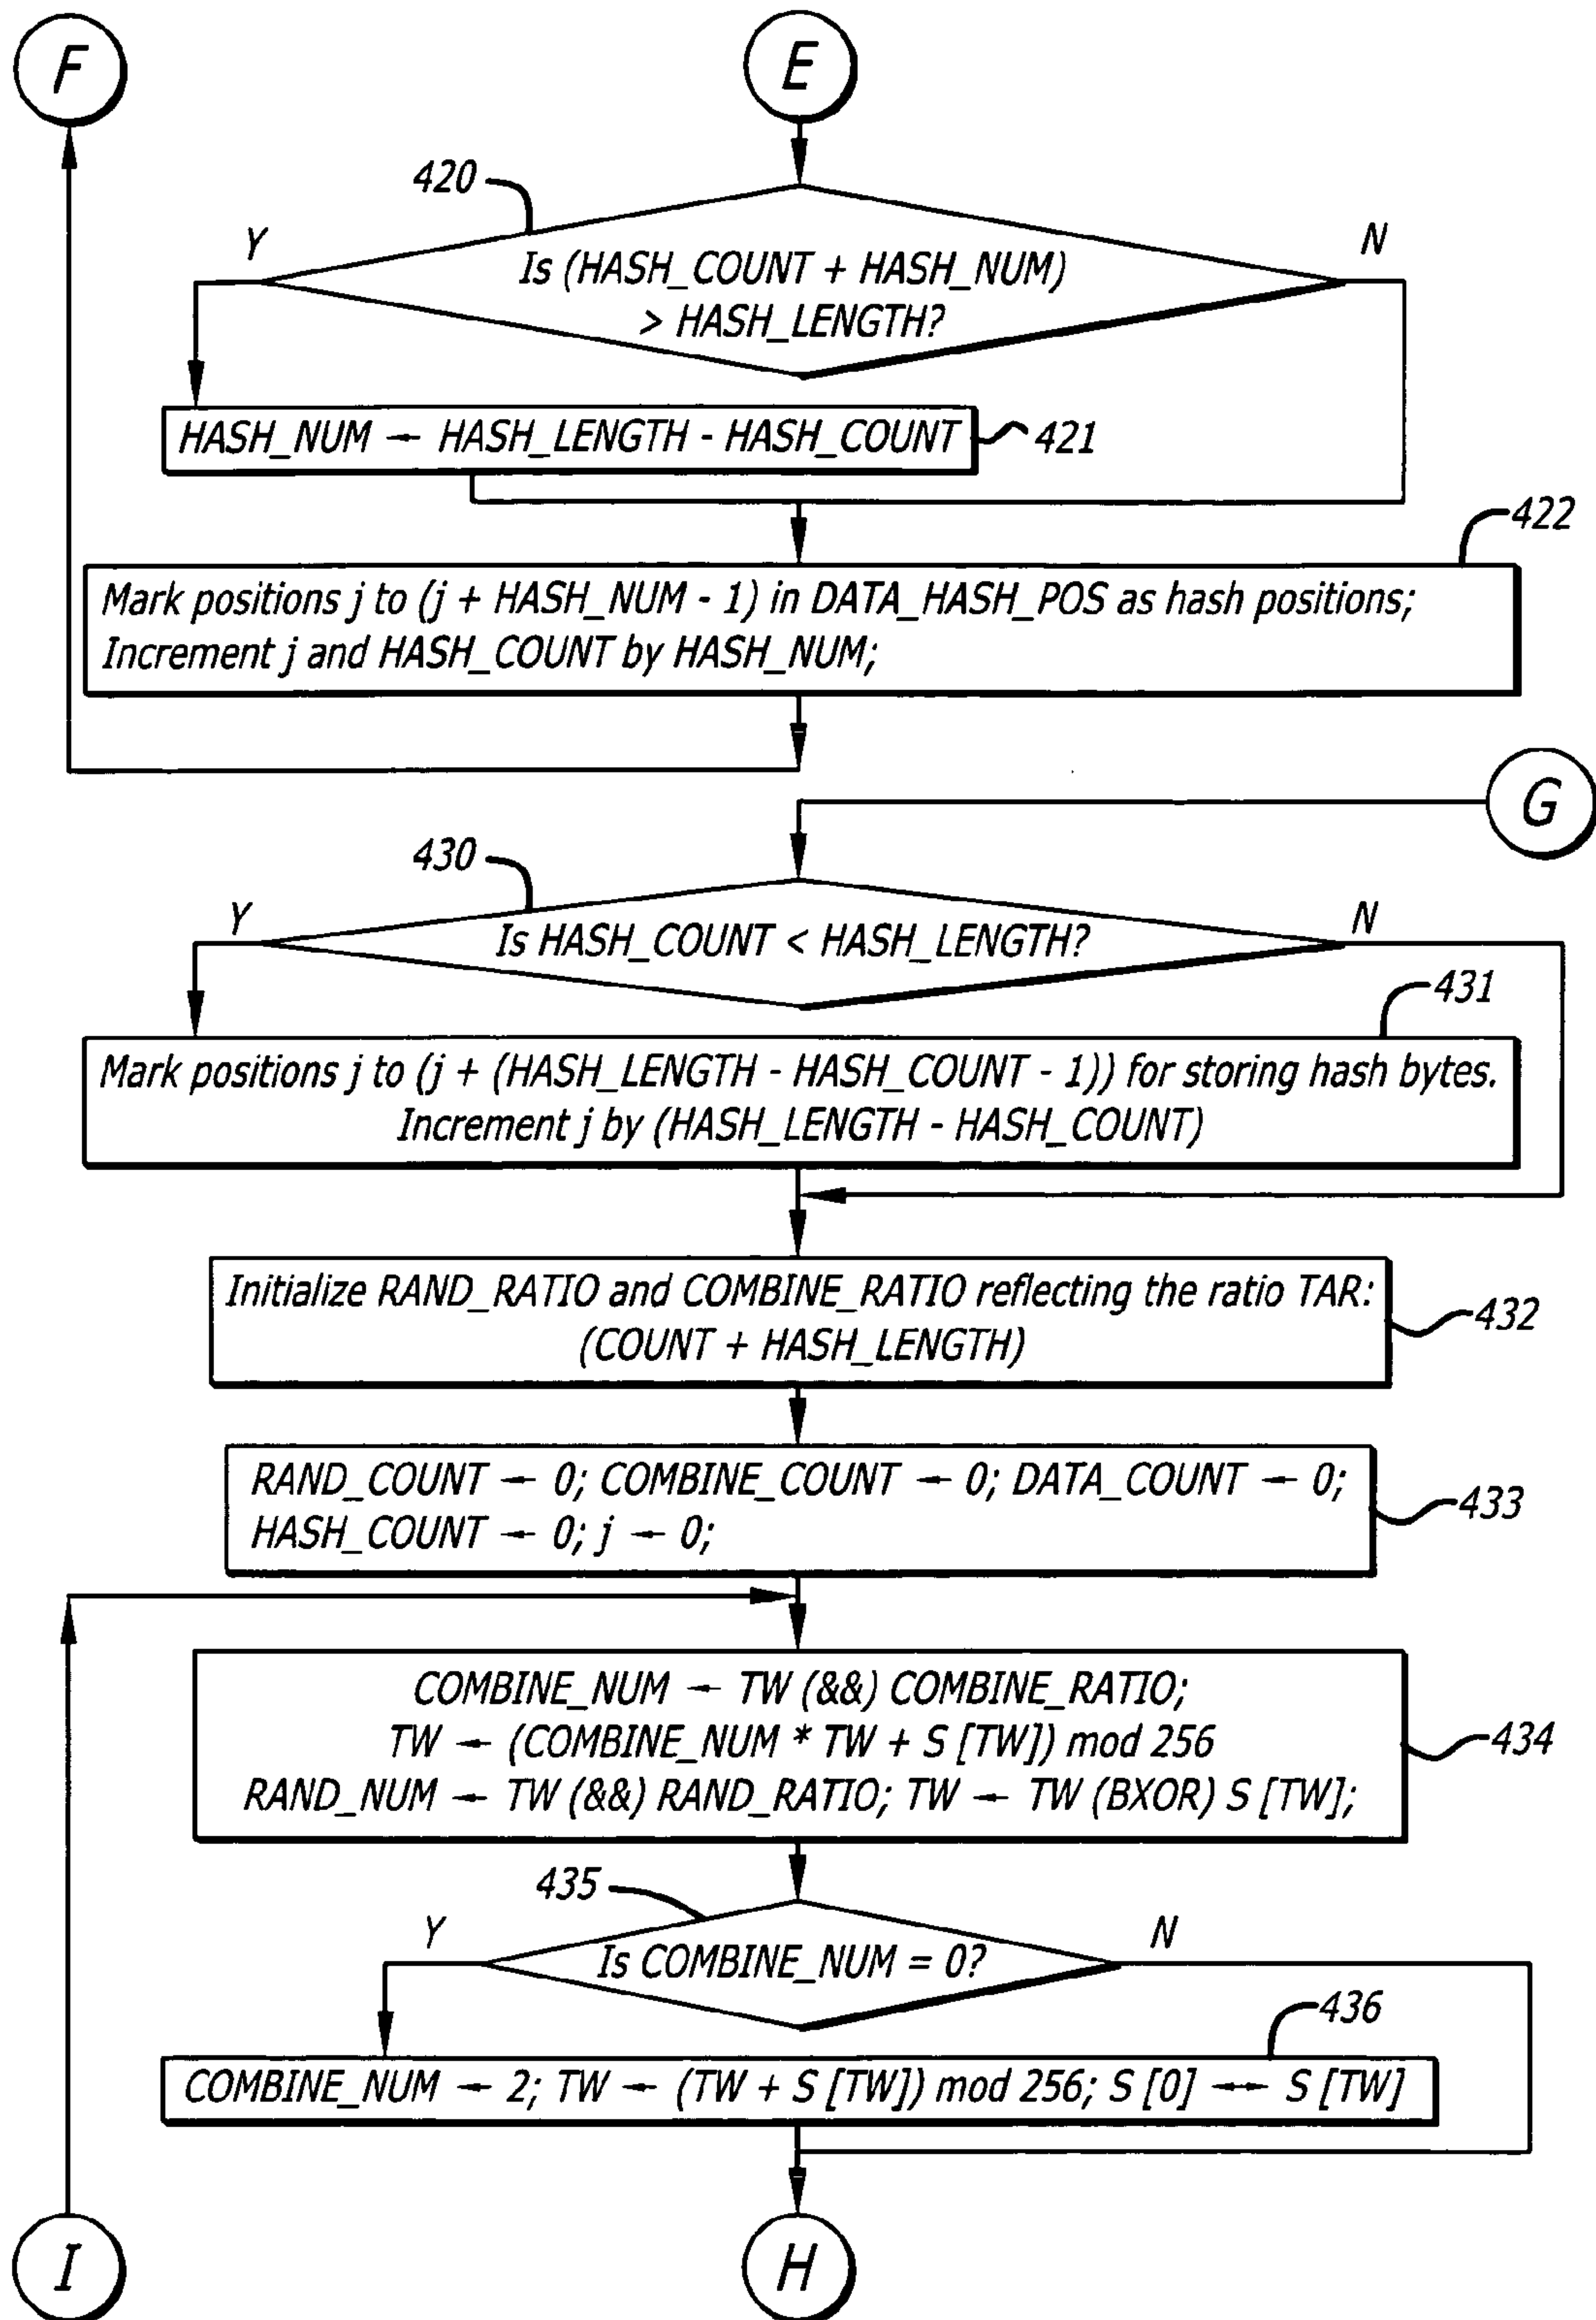 F
E
420
Y
N
Is (HASH_COUNT + HASH_NUM)
> HASH_LENGTH?
HASH_NUM ← HASH_LENGTH - HASH_COUNT
421
422
Mark positions j to (j + HASH_NUM - 1) in DATA_HASH_POS as hash positions;
Increment j and HASH_COUNT by HASH_NUM;
G
430
Y
N
Is HASH_COUNT < HASH_LENGTH?
431
Mark positions j to (j + (HASH_LENGTH - HASH_COUNT - 1)) for storing hash bytes.
Increment j by (HASH_LENGTH - HASH_COUNT)
Initialize RAND_RATIO and COMBINE_RATIO reflecting the ratio TAR:
(COUNT + HASH_LENGTH)
432
RAND_COUNT ← 0; COMBINE_COUNT ← 0; DATA_COUNT ← 0;
HASH_COUNT ← 0; j ← 0;
433
COMBINE_NUM ← TW (&&) COMBINE_RATIO;
TW ← (COMBINE_NUM * TW + S [TW]) mod 256
RAND_NUM ← TW (&&) RAND_RATIO; TW ← TW (BXOR) S [TW];
434
435
Y
N
Is COMBINE_NUM = 0?
436
COMBINE_NUM ← 2; TW ← (TW + S [TW]) mod 256; S [0] ↔ S [TW]
I
H